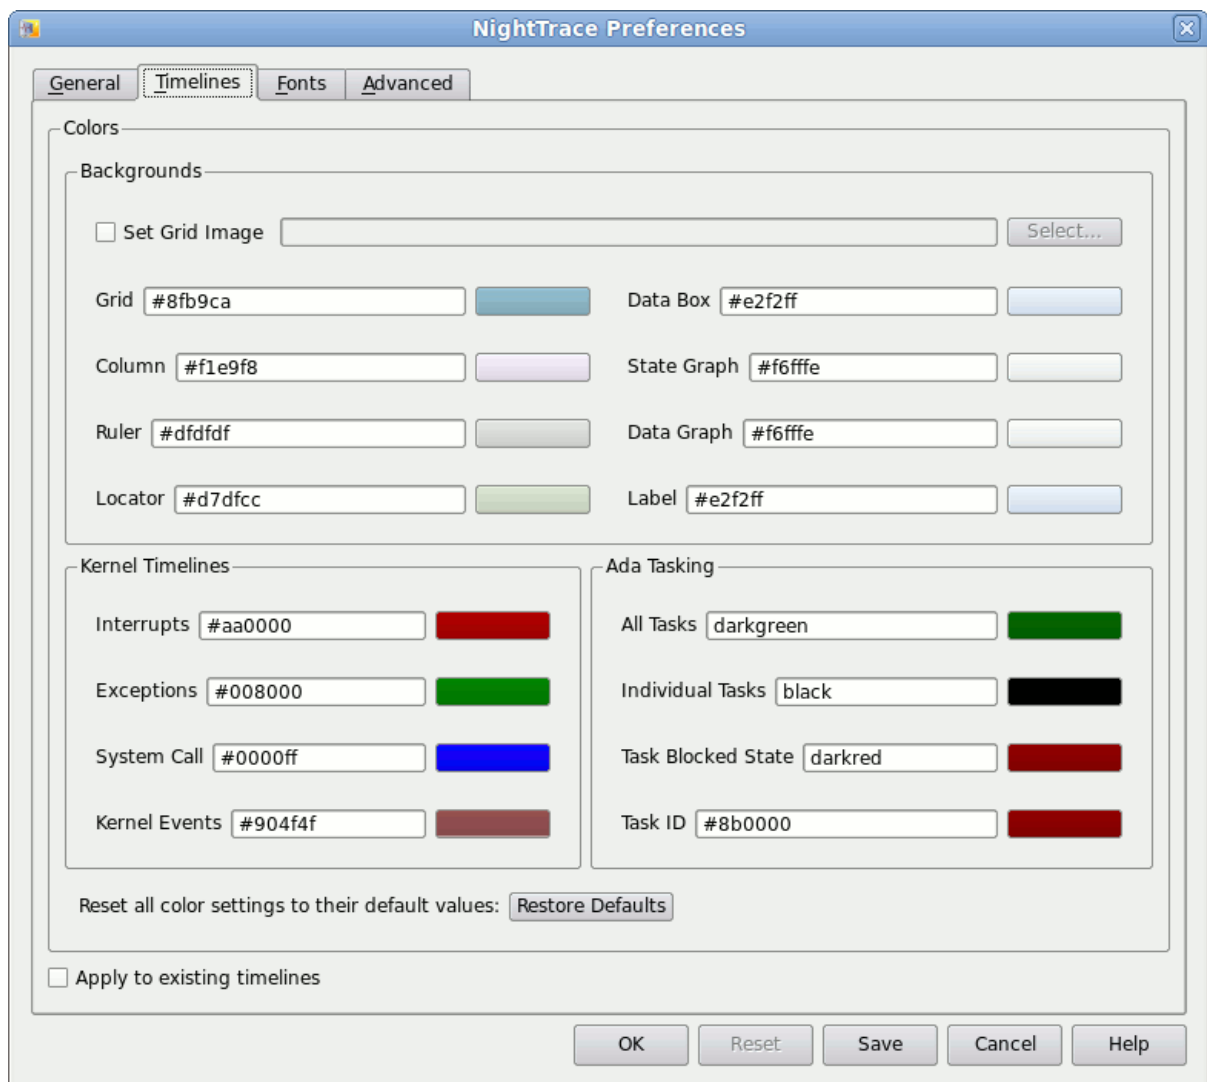 NightTrace Preferences
General Timelines Fonts Advanced
Colors
Backgrounds
Set Grid Image Select...
Grid #8fb9ca Data Box #e2f2ff
Column #f1e9f8 State Graph #f6fffe
Ruler #dfdfdf Data Graph #f6fffe
Locator #d7dfcc Label #e2f2ff
Kernel Timelines Ada Tasking
Interrupts #aa0000 All Tasks darkgreen
Exceptions #008000 Individual Tasks black
System Call #0000ff Task Blocked State darkred
Kernel Events #904f4f Task ID #8b0000
Reset all color settings to their default values: Restore Defaults
Apply to existing timelines
OK Reset Save Cancel Help